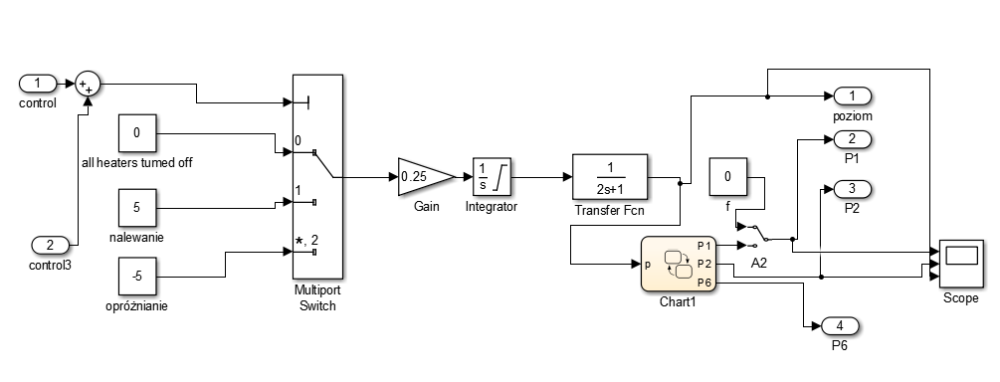 1
control
+
+
0
all heaters turned off
5
nalewanie
2
control3
-5
opróżnianie
0
1
*, 2
Multiport
Switch
0.25
Gain
1
s
Integrator
1
2s+1
Transfer Fcn
0
f
A2
p
P1
P2
P6
Chart1
1
poziom
2
P1
3
P2
Scope
4
P6